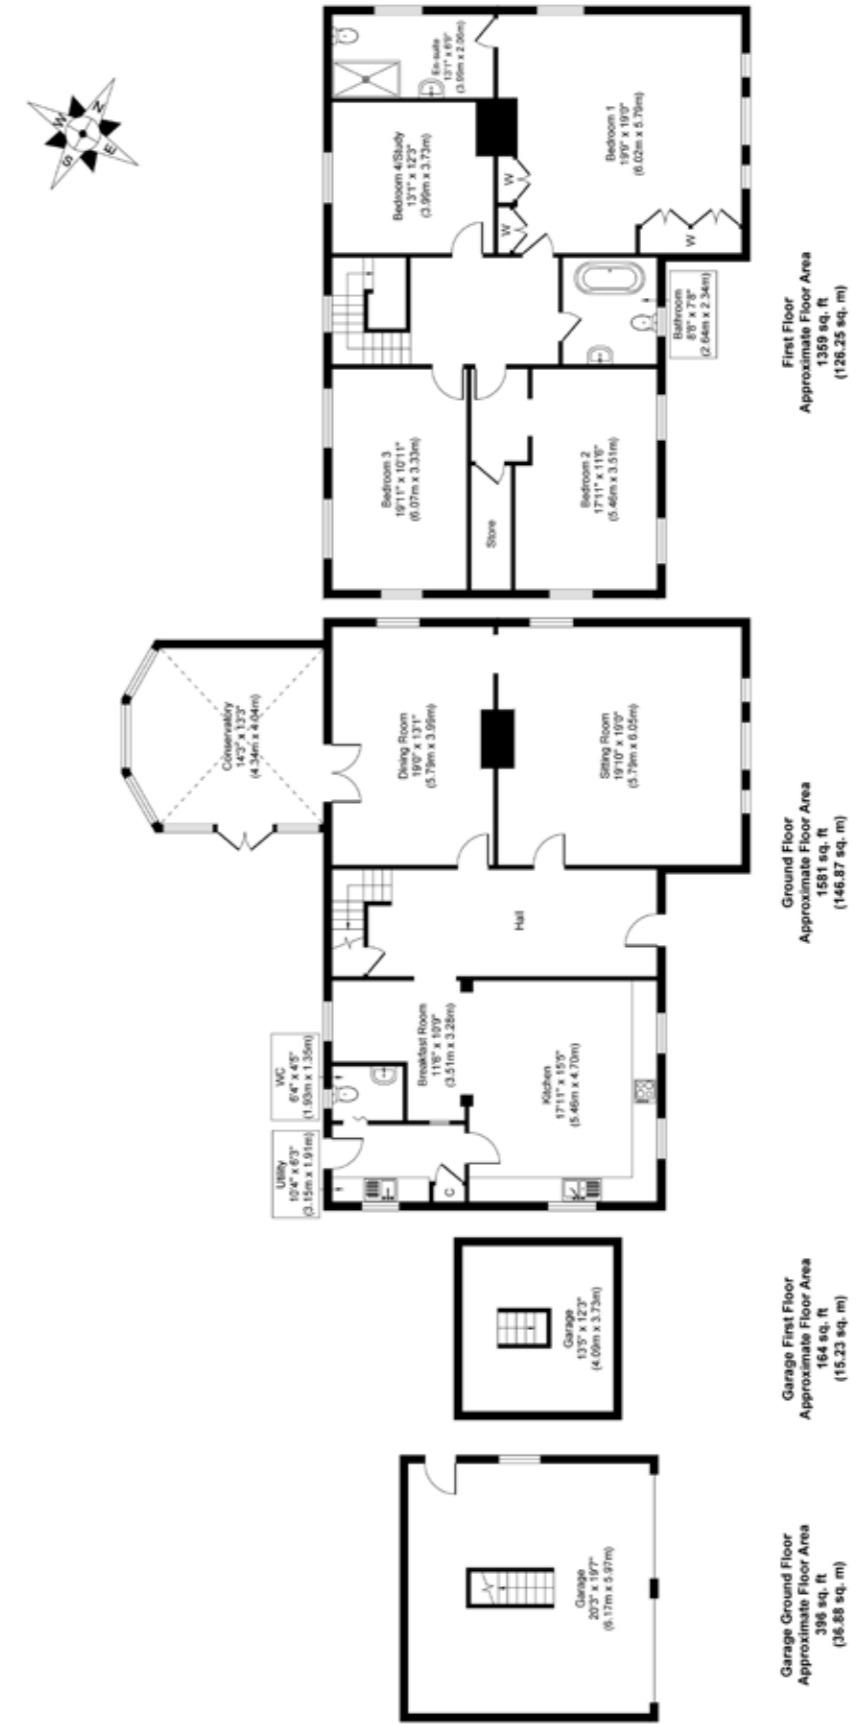 Garage
20'3" x 19'7"
(6.17m x 5.97m)
Garage Ground Floor
Approximate Floor Area
396 sq. ft
(36.88 sq. m)
Garage
13'5" x 12'3"
(4.09m x 3.73m)
Garage First Floor
Approximate Floor Area
164 sq. ft
(15.23 sq. m)
Utility
10'4" x 6'3"
(3.15m x 1.91m)
WC
6'4" x 4'5"
(1.93m x 1.35m)
C
Breakfast Room
11'6" x 10'9"
(3.51m x 3.28m)
Kitchen
17'11" x 15'5"
(5.46m x 4.70m)
Hall
Conservatory
14'3" x 13'3"
(4.34m x 4.04m)
Dining Room
19'0" x 13'1"
(5.79m x 3.99m)
Sitting Room
19'10" x 19'0"
(5.79m x 6.05m)
Ground Floor
Approximate Floor Area
1581 sq. ft
(146.87 sq. m)
Bedroom 3
19'11" x 10'11"
(6.07m x 3.33m)
Store
Bedroom 2
17'11" x 11'6"
(5.46m x 3.51m)
Bathroom
8'8" x 7'8"
(2.64m x 2.34m)
Bedroom 4/Study
13'1" x 12'3"
(3.99m x 3.73m)
En-suite
13'1" x 6'9"
(3.99m x 2.06m)
W
W
W
Bedroom 1
19'9" x 19'0"
(6.02m x 5.79m)
First Floor
Approximate Floor Area
1359 sq. ft
(126.25 sq. m)
N
E
S
W